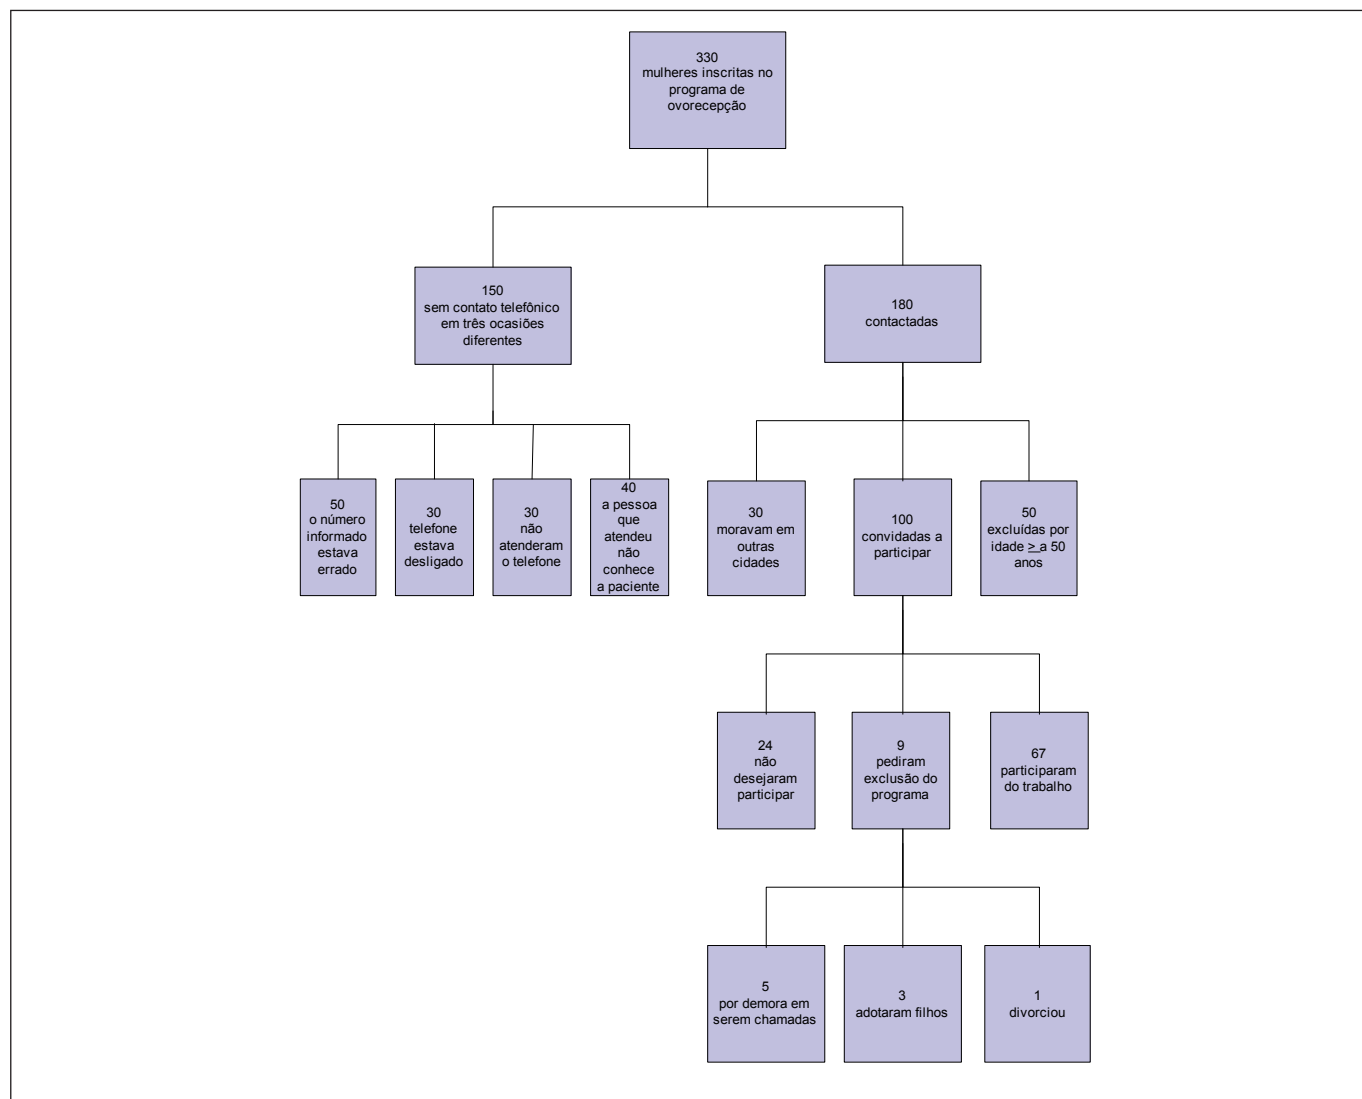 330
mulheres inscritas no
programa de
ovorecepção
150
sem contato telefônico
em três ocasiões
diferentes
180
contactadas
50
o número
informado
estava
errado
30
telefone
estava
desligado
30
não
atenderam
o telefone
40
a pessoa
que
atendeu
não
conhece
a paciente
30
moravam em
outras
cidades
100
convidadas a
participar
50
excluídas por
idade ≥ a 50
anos
24
não
desejaram
participar
9
pediram
exclusão do
programa
67
participaram
do trabalho
5
por demora em
serem chamadas
3
adotaram filhos
1
divorciou